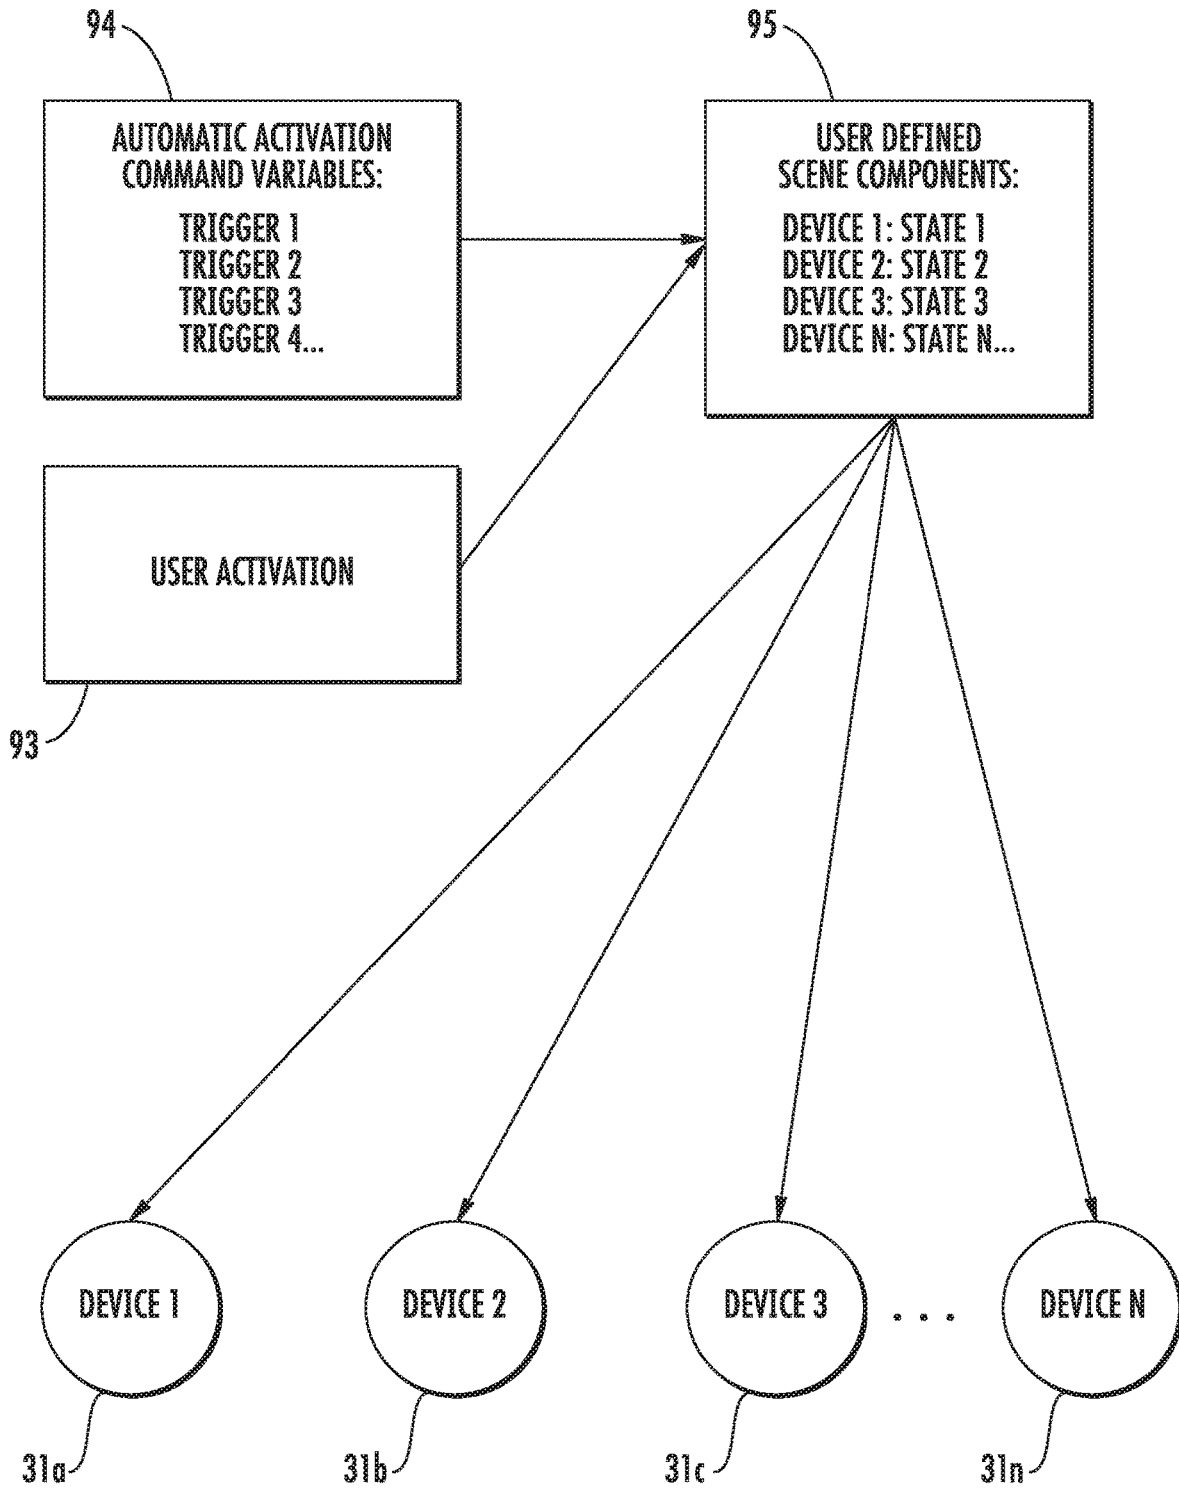 94
95
AUTOMATIC ACTIVATION
COMMAND VARIABLES:
TRIGGER 1
TRIGGER 2
TRIGGER 3
TRIGGER 4...
USER DEFINED
SCENE COMPONENTS:
DEVICE 1: STATE 1
DEVICE 2: STATE 2
DEVICE 3: STATE 3
DEVICE N: STATE N...
USER ACTIVATION
93
DEVICE 1
DEVICE 2
DEVICE 3
. . .
DEVICE N
31a
31b
31c
31n